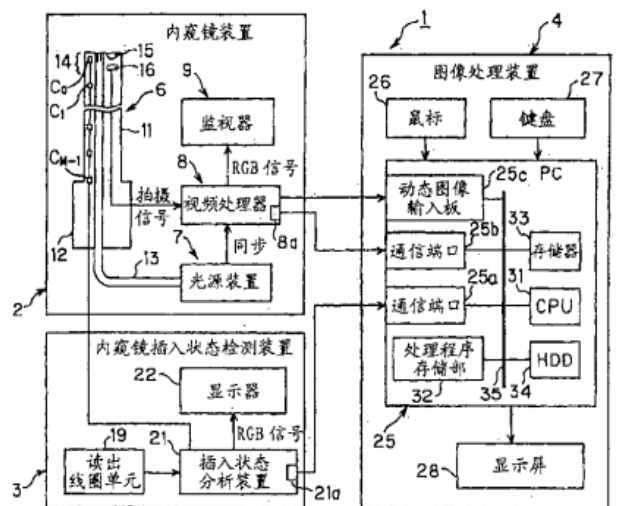 1
内窥镜装置
14
15
16
C0
C1
6
11
CM-1
12
13
9
监视器
RGB 信号
8
视频处理器
8a
拍摄
信号
同步
7
光源装置
2
内窥镜插入状态检测装置
22
显示器
RGB 信号
19
读出
线圈单元
21
插入状态
分析装置
21a
3
4
图像处理装置
26
鼠标
27
键盘
PC
25c
动态图像
输入板
25b
通信端口
33
存储器
25a
通信端口
31
CPU
处理程序
存储部
32
35
HDD
34
25
28
显示屏